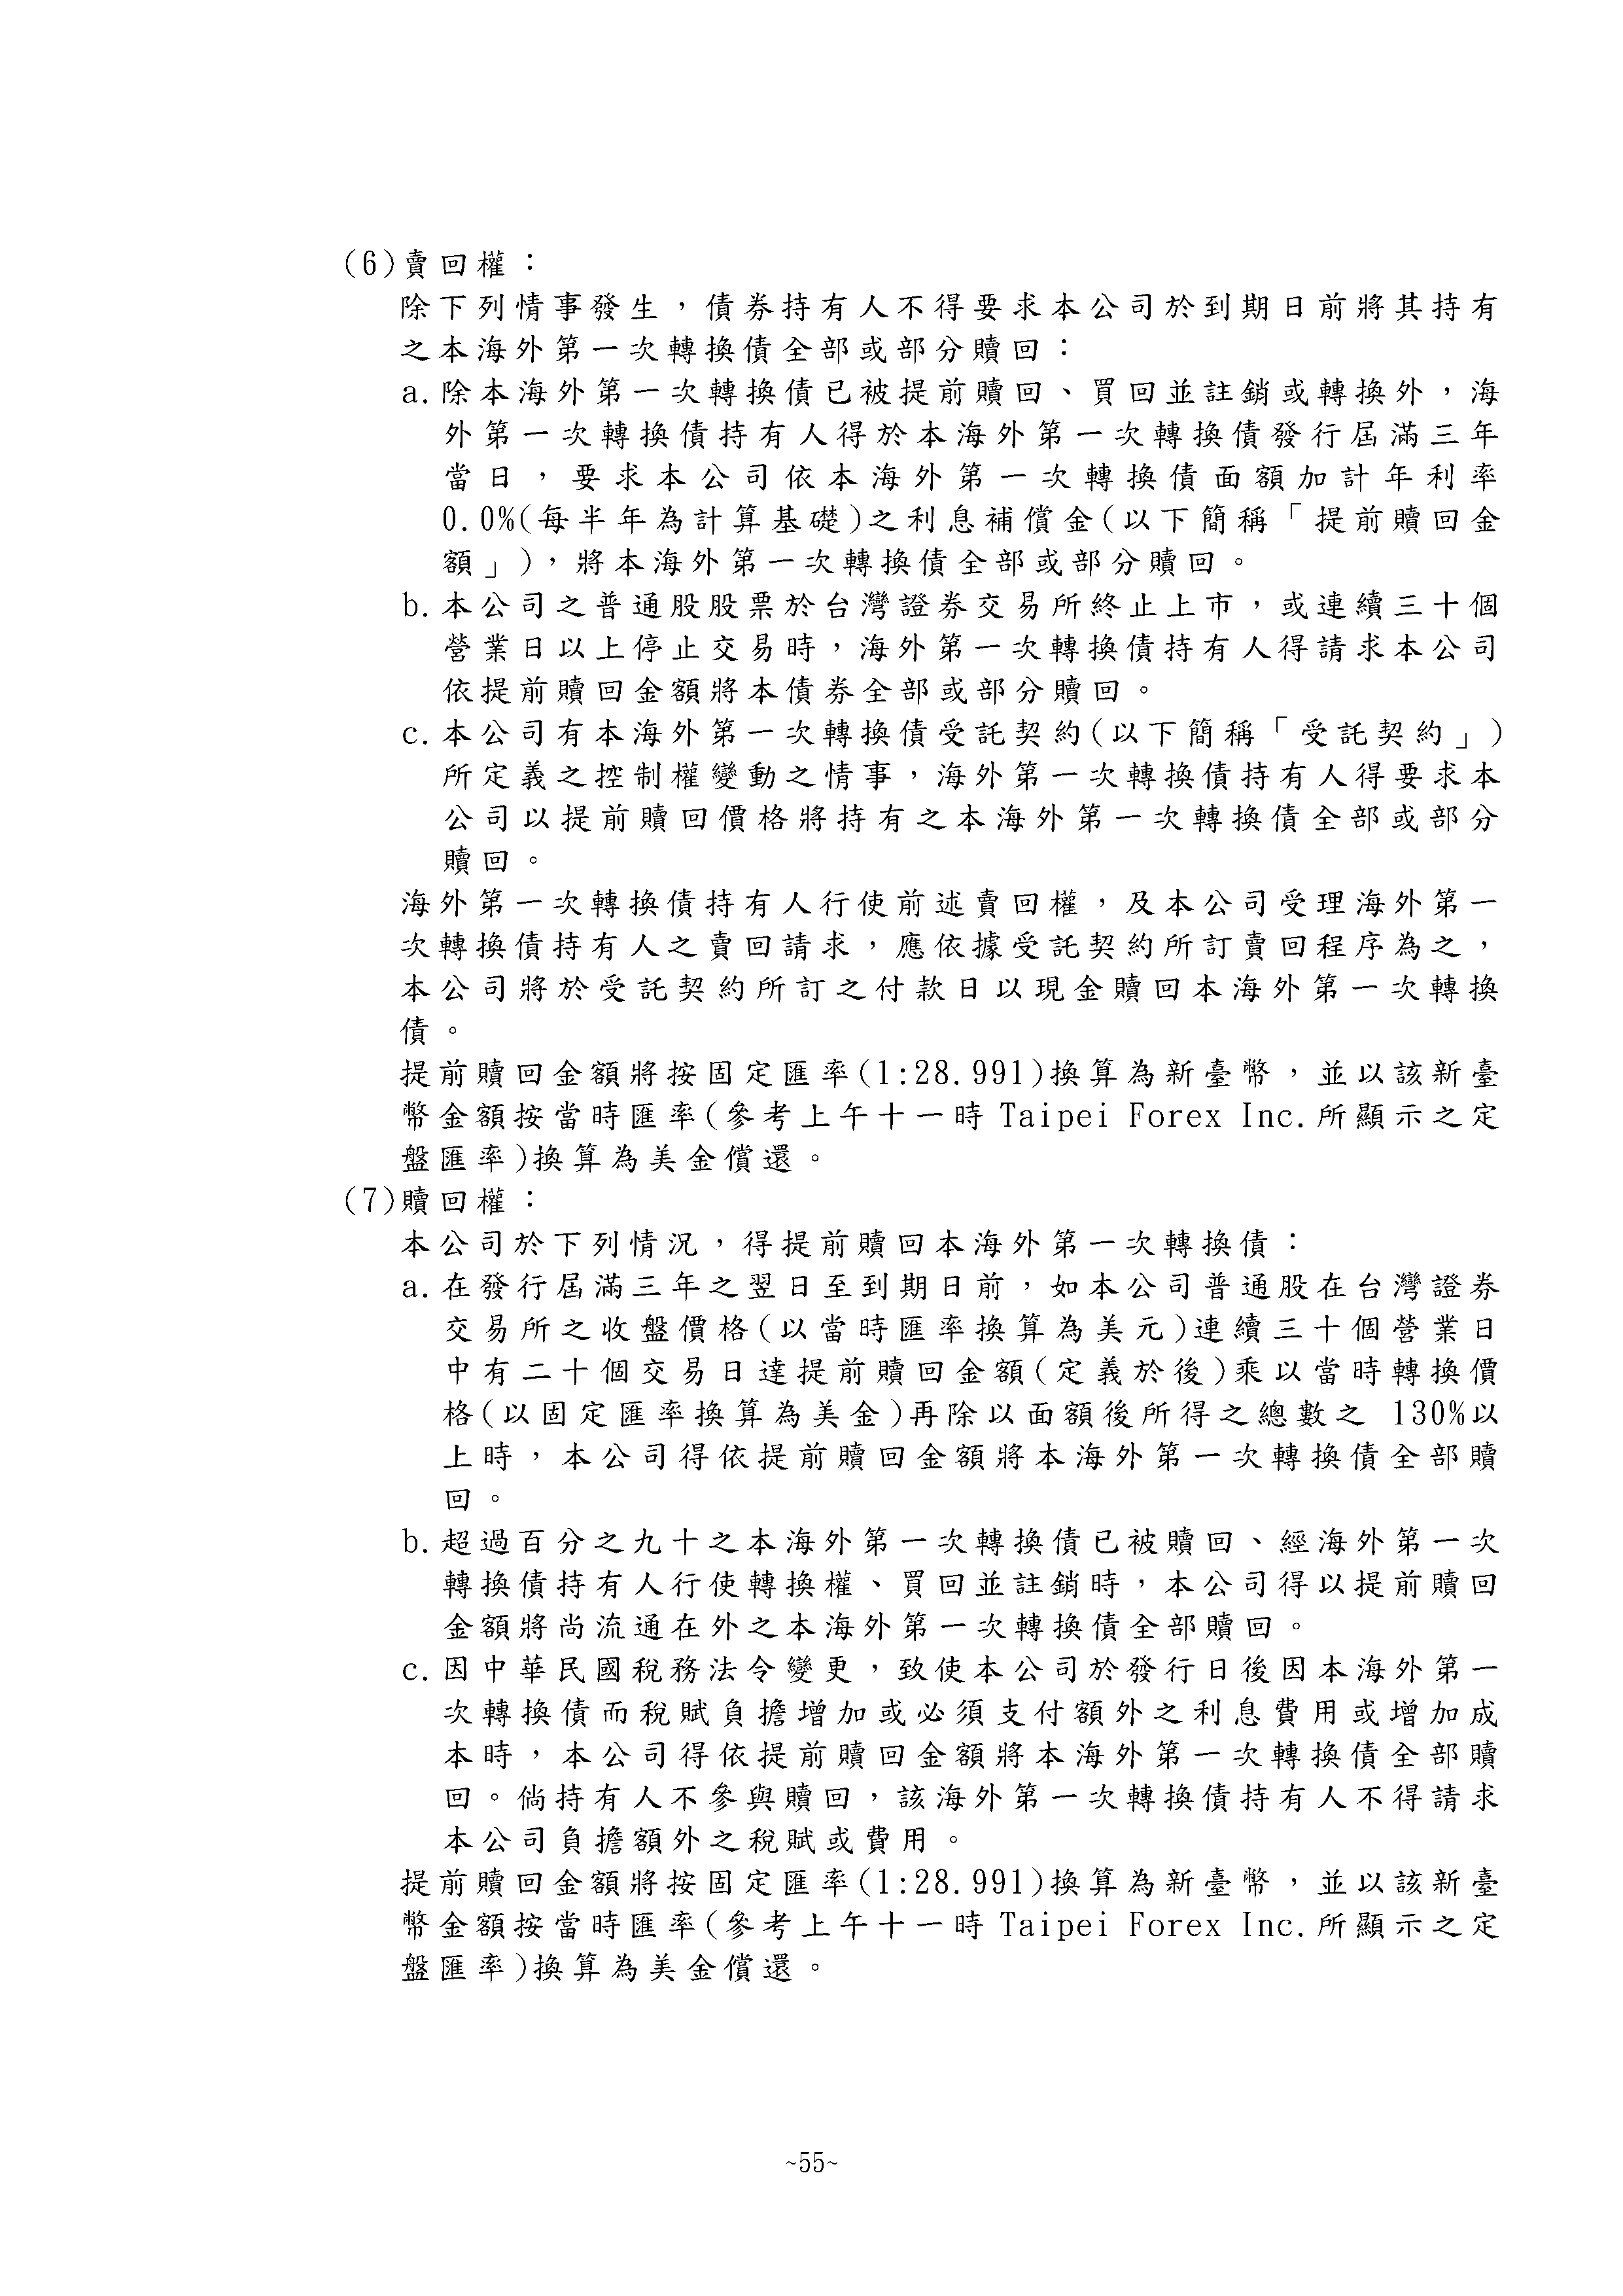 (6)賣回權：
除下列情事發生，債券持有人不得要求本公司於到期日前將其持有
之本海外第一次轉換債全部或部分贖回：
a.除本海外第一次轉換債已被提前贖回、買回並註銷或轉換外，海
外第一次轉換債持有人得於本海外第一次轉換債發行屆滿三年
當日，要求本公司依本海外第一次轉換債面額加計年利率
0.0%(每半年為計算基礎)之利息補償金(以下簡稱「提前贖回金
額」)，將本海外第一次轉換債全部或部分贖回。
b.本公司之普通股股票於台灣證券交易所終止上市，或連續三十個
營業日以上停止交易時，海外第一次轉換債持有人得請求本公司
依提前贖回金額將本債券全部或部分贖回。
c.本公司有本海外第一次轉換債受託契約(以下簡稱「受託契約」)
所定義之控制權變動之情事，海外第一次轉換債持有人得要求本
公司以提前贖回價格將持有之本海外第一次轉換債全部或部分
贖回。
海外第一次轉換債持有人行使前述賣回權，及本公司受理海外第一
次轉換債持有人之賣回請求，應依據受託契約所訂賣回程序為之，
本公司將於受託契約所訂之付款日以現金贖回本海外第一次轉換
債。
提前贖回金額將按固定匯率(1:28.991)換算為新臺幣，並以該新臺
幣金額按當時匯率(參考上午十一時 Taipei Forex Inc.所顯示之定
盤匯率)換算為美金償還。
(7)贖回權：
本公司於下列情況，得提前贖回本海外第一次轉換債：
a.在發行屆滿三年之翌日至到期日前，如本公司普通股在台灣證券
交易所之收盤價格(以當時匯率換算為美元)連續三十個營業日
中有二十個交易日達提前贖回金額(定義於後)乘以當時轉換價
格(以固定匯率換算為美金)再除以面額後所得之總數之 130%以
上時，本公司得依提前贖回金額將本海外第一次轉換債全部贖
回。
b.超過百分之九十之本海外第一次轉換債已被贖回、經海外第一次
轉換債持有人行使轉換權、買回並註銷時，本公司得以提前贖回
金額將尚流通在外之本海外第一次轉換債全部贖回。
c.因中華民國稅務法令變更，致使本公司於發行日後因本海外第一
次轉換債而稅賦負擔增加或必須支付額外之利息費用或增加成
本時，本公司得依提前贖回金額將本海外第一次轉換債全部贖
回。倘持有人不參與贖回，該海外第一次轉換債持有人不得請求
本公司負擔額外之稅賦或費用。
提前贖回金額將按固定匯率(1:28.991)換算為新臺幣，並以該新臺
幣金額按當時匯率(參考上午十一時 Taipei Forex Inc.所顯示之定
盤匯率)換算為美金償還。
~55~